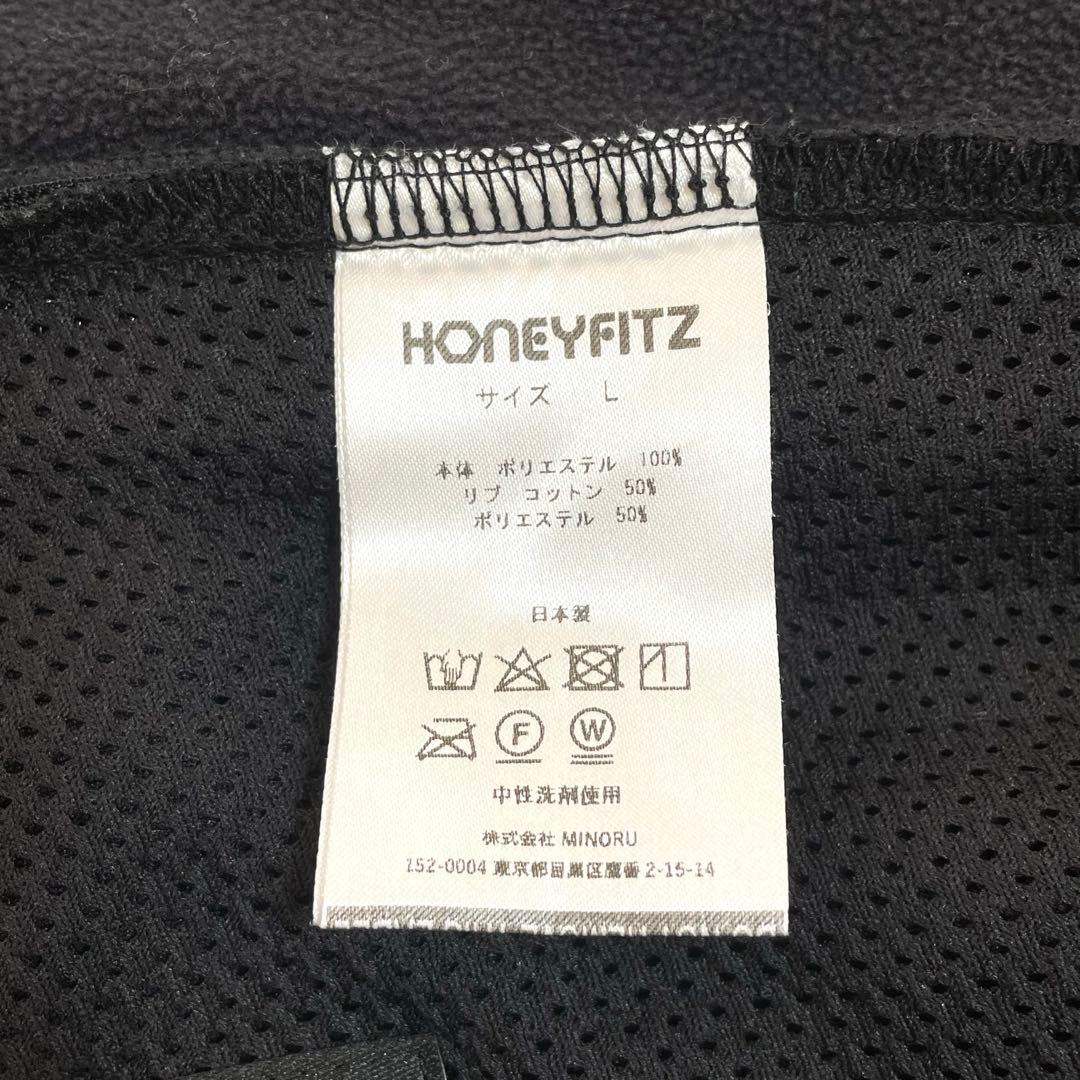 HONEYFITZ
サイズ L
本体 ポリエステル 100%
リブ コットン 50%
ポリエステル 50%
日本製
F W
中性洗剤使用
株式会社 MINORU
152-0004 東京都目黒区鷹番 2-15-14